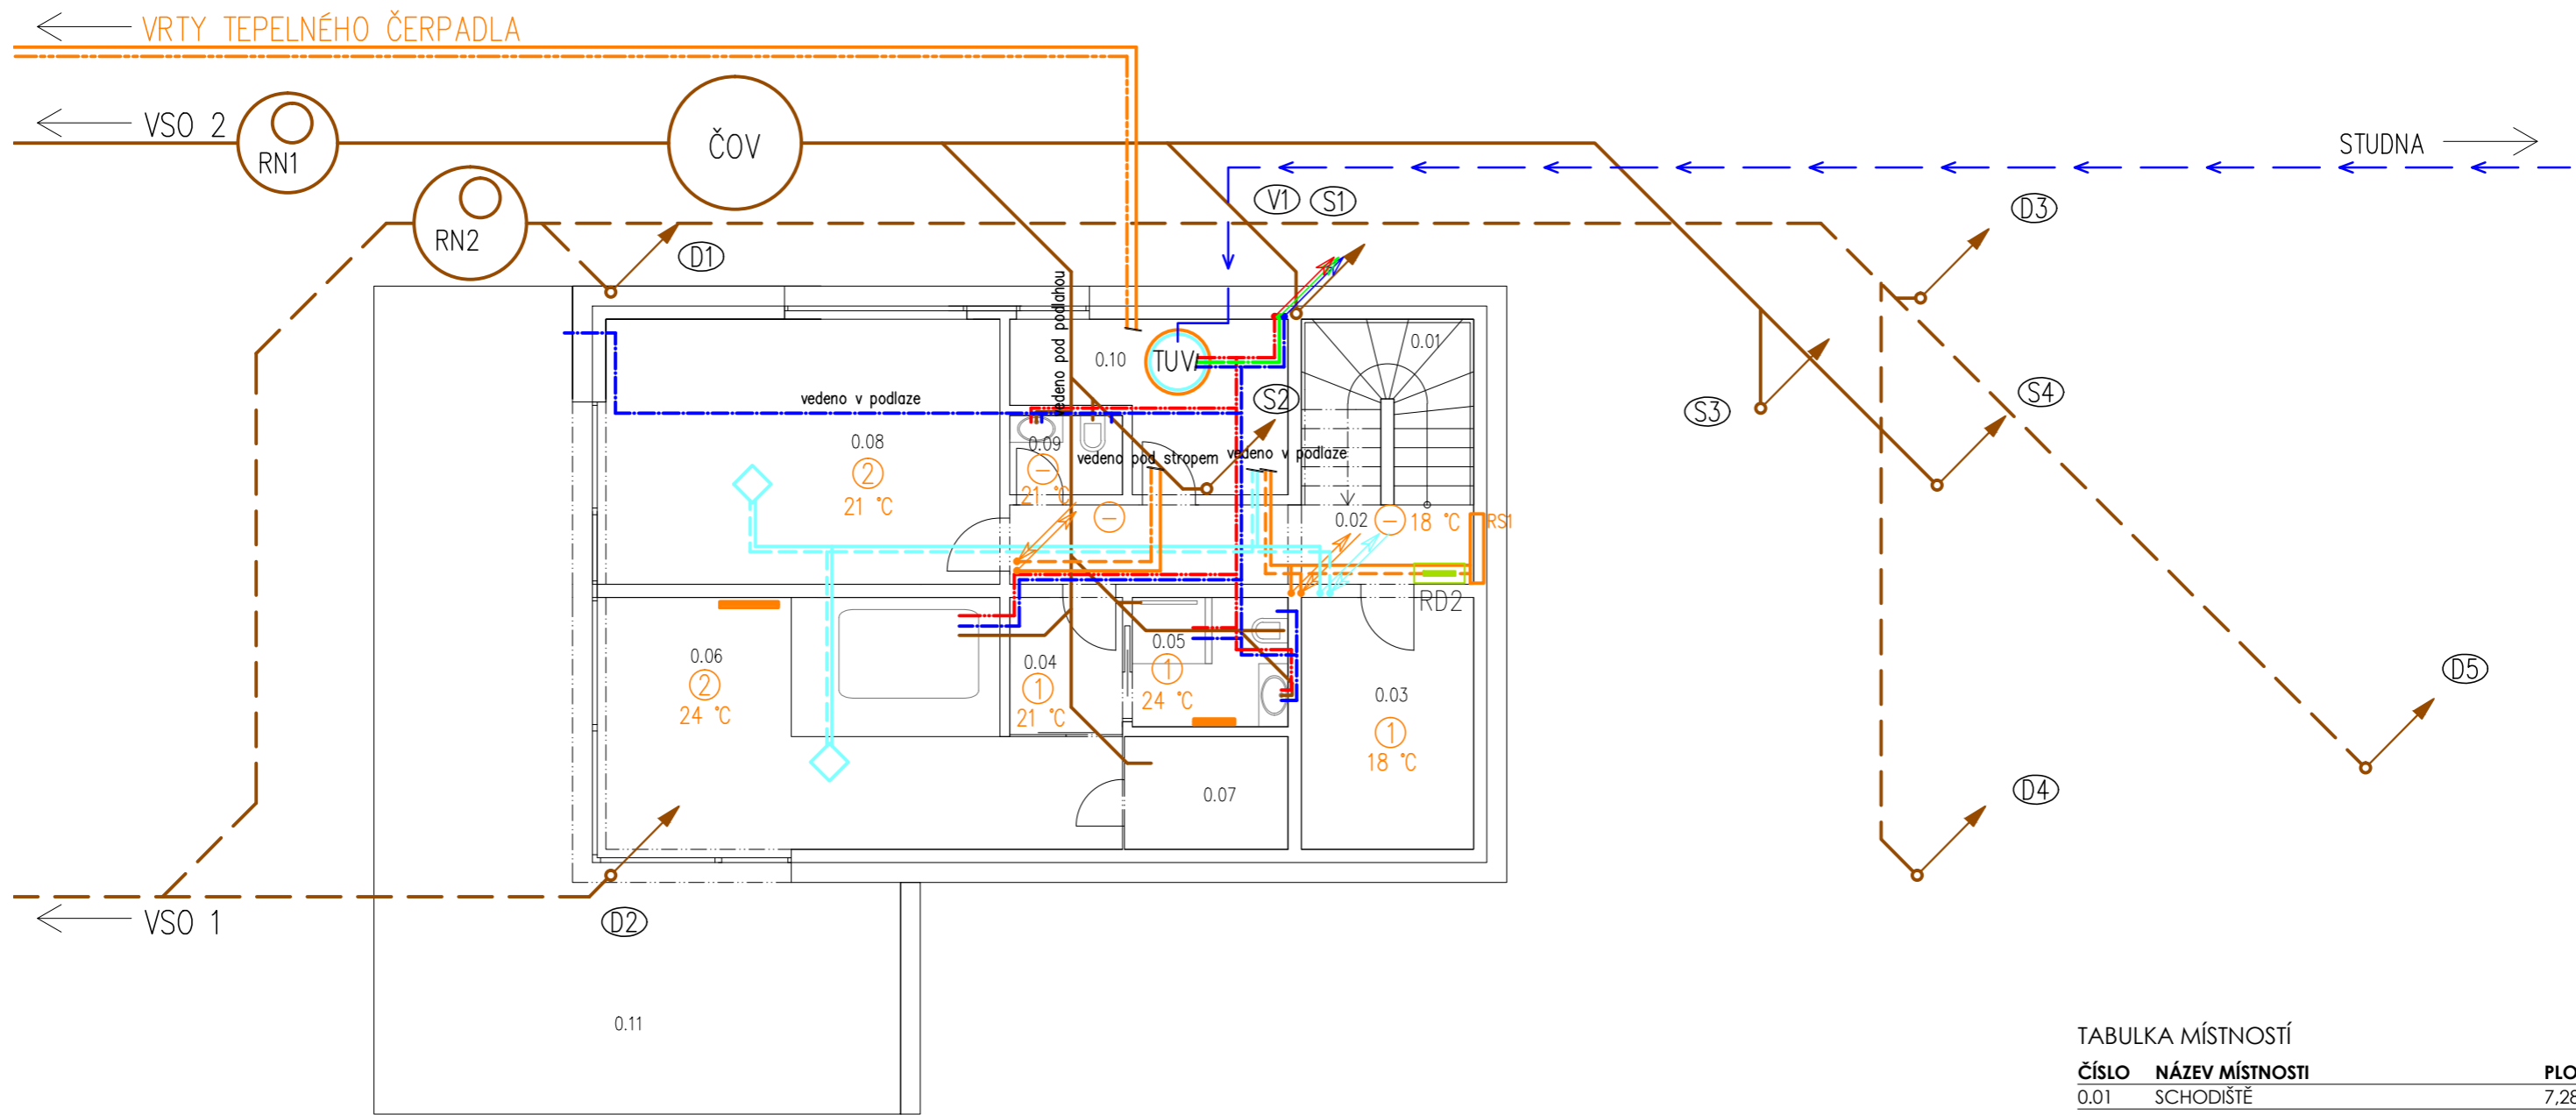 VRTY TEPELNÉHO ČERPADLA
VSO 2
RN1
ČOV
STUDNA
V1
S1
D3
RN2
D1
vedeno pod podlahou
0.10
TUV
0.01
vedeno v podlaze
S2
S3
S4
0.08
2
21 °C
0.09
21 °C
vedeno pod stropem
vedeno v podlaze
0.02
18 °C
RS1
RD2
0.06
2
24 °C
0.04
1
21 °C
0.05
1
24 °C
0.03
1
18 °C
D5
0.07
D4
VSO 1
D2
0.11
TABULKA MÍSTNOSTÍ
ČÍSLO NÁZEV MÍSTNOSTI PLO
0.01 SCHODIŠTĚ 7,28